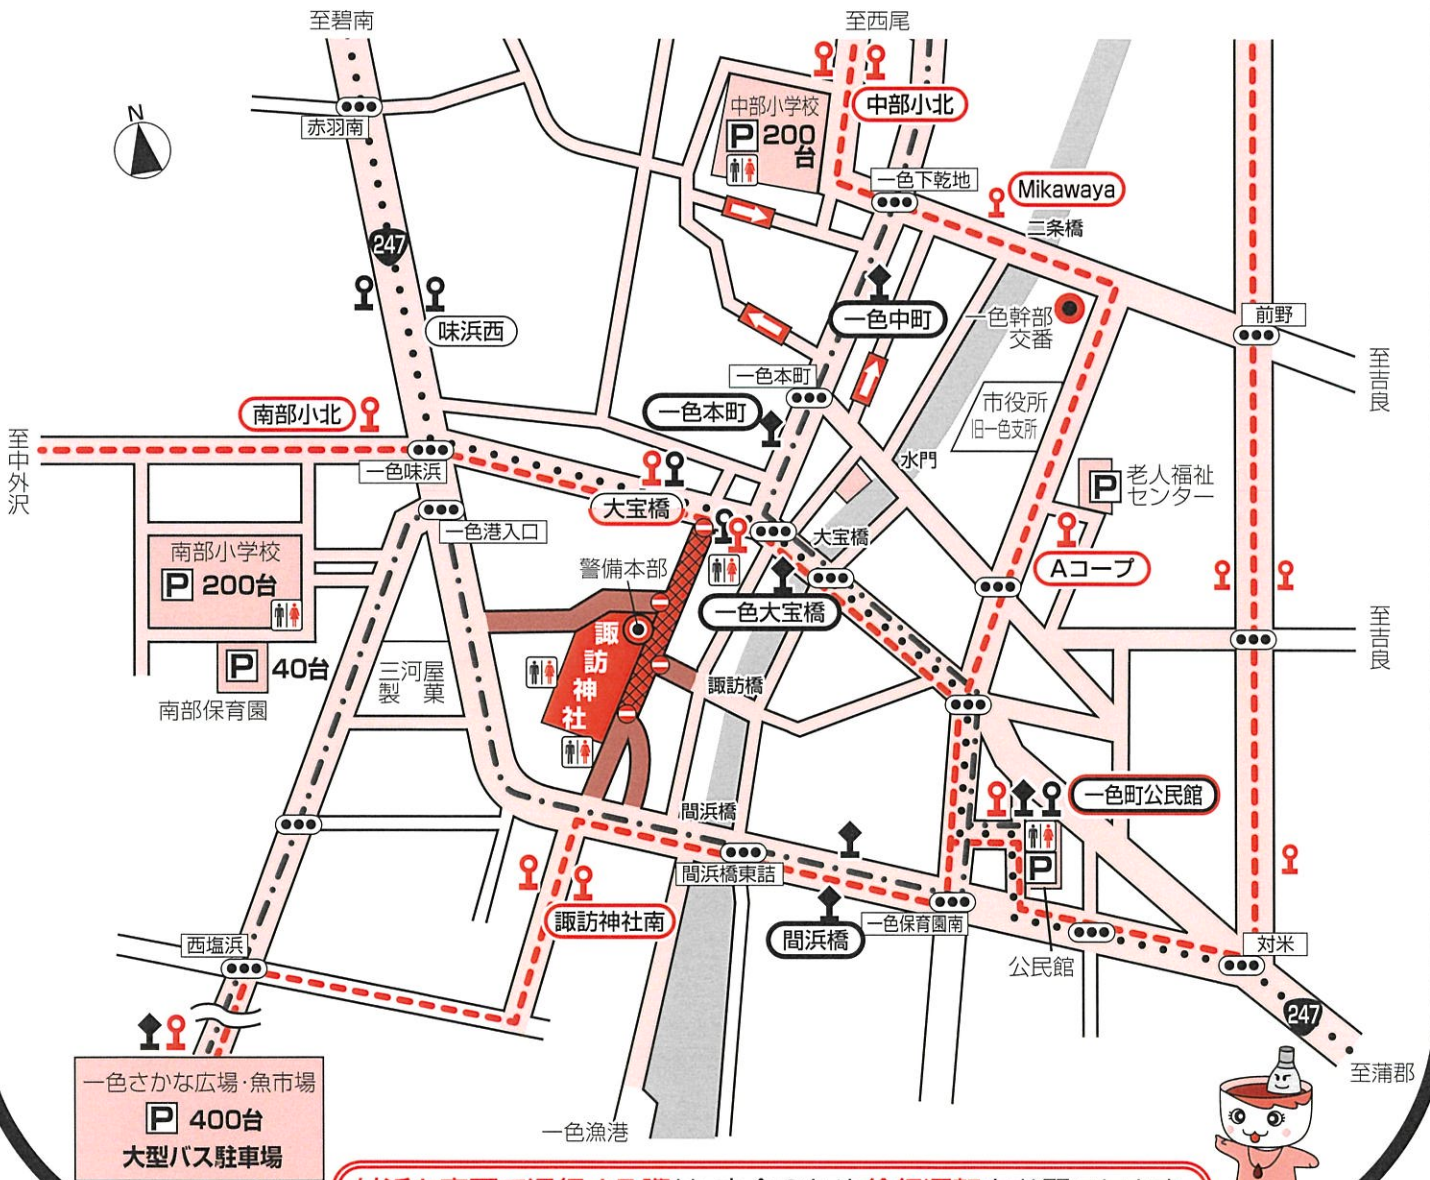 至碧南
至西尾
N
赤羽南
中部小学校
P 200台
中部小北
一色下乾地
Mikawaya
二条橋
247
味浜西
一色中町
一色幹部
交番
前野
至吉良
一色本町
一色本町
市役所
旧一色支所
南部小北
至中外沢
一色味浜
水門
P
老人福祉
センター
大宝橋
一色港入口
大宝橋
南部小学校
P 200台
警備本部
Aコープ
一色大宝橋
至吉良
諏訪神社
P 40台
南部保育園
三河屋
製菓
諏訪橋
一色町公民館
間浜橋
P
間浜橋東詰
諏訪神社南
間浜橋
一色保育園南
西塩浜
対米
公民館
247
至蒲郡
一色さかな広場・魚市場
P 400台
大型バス駐車場
一色漁港